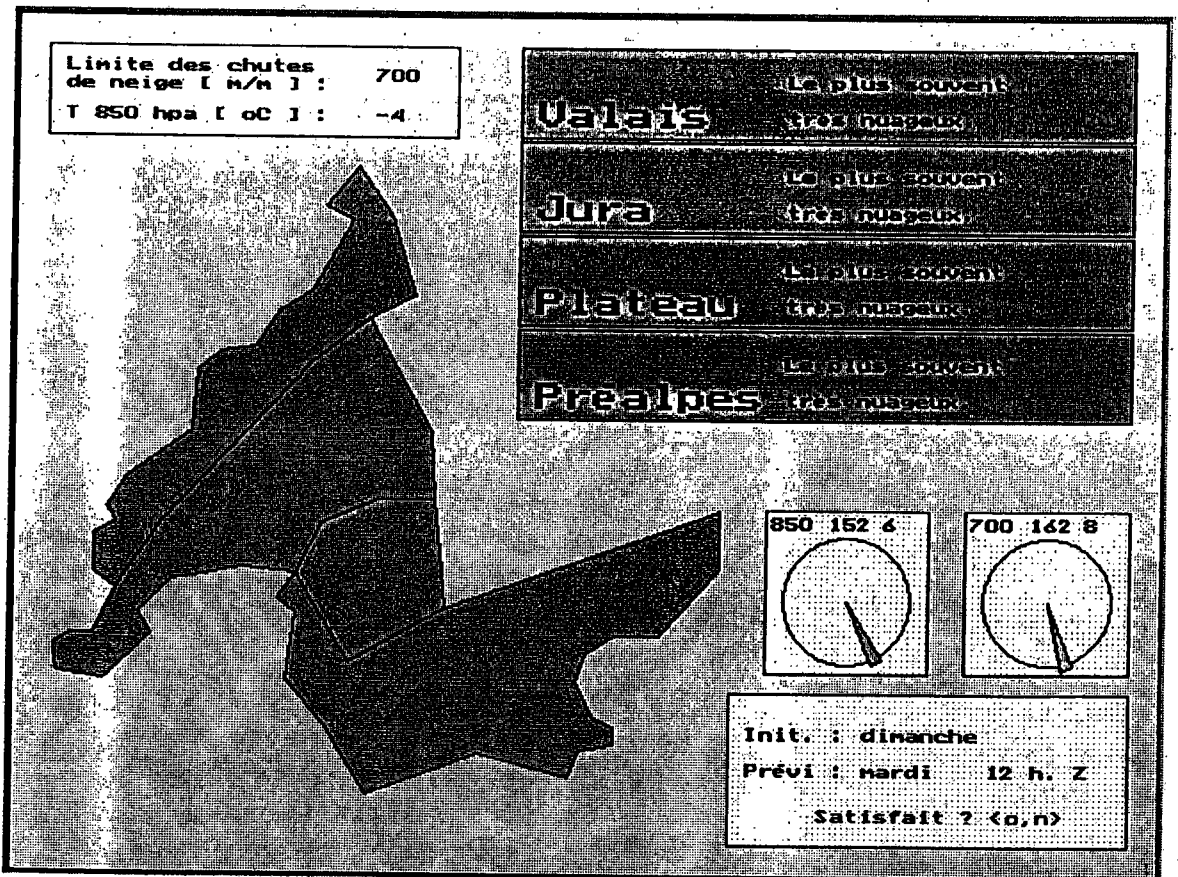 Limite des chutes
de neige [ m/m ] : 700
T 850 hpa [ oC ] : -4
Le plus souvent
Valais très nuageux
Le plus souvent
Jura très nuageux
Le plus souvent
Plateau très nuageux
Le plus souvent
Préalpes très nuageux
850 152 6
700 162 8
Init. : dimanche
Prévi : mardi 12 h. Z
Satisfait ? <o,n>